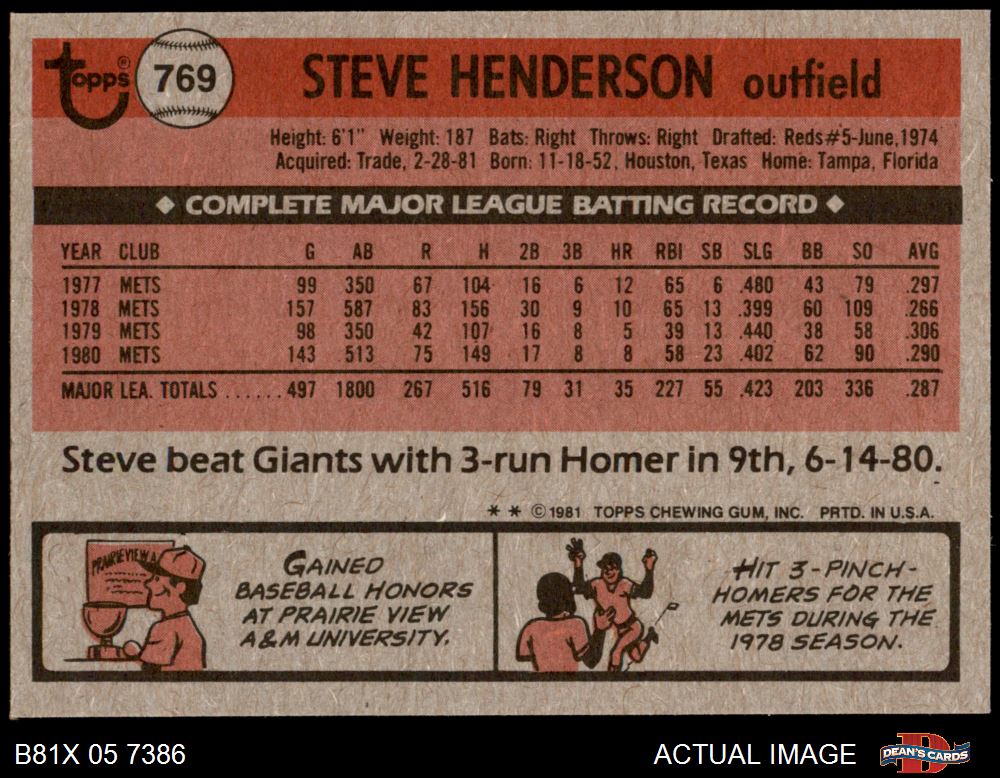 topps® 769 STEVE HENDERSON outfield
Height: 6'1" Weight: 187 Bats: Right Throws: Right Drafted: Reds #5-June, 1974
Acquired: Trade, 2-28-81 Born: 11-18-52, Houston, Texas Home: Tampa, Florida
◆ COMPLETE MAJOR LEAGUE BATTING RECORD ◆
YEAR CLUB G AB R H 2B 3B HR RBI SB SLG BB SO AVG
1977 METS 99 350 67 104 16 6 12 65 6 .480 43 79 .297
1978 METS 157 587 83 156 30 9 10 65 13 .399 60 109 .266
1979 METS 98 350 42 107 16 8 5 39 13 .440 38 58 .306
1980 METS 143 513 75 149 17 8 8 58 23 .402 62 90 .290
MAJOR LEA. TOTALS ...... 497 1800 267 516 79 31 35 227 55 .423 203 336 .287
Steve beat Giants with 3-run Homer in 9th, 6-14-80.
* * © 1981 TOPPS CHEWING GUM, INC. PRTD. IN U.S.A.
PRAIRIE VIEW A
GAINED
BASEBALL HONORS
AT PRAIRIE VIEW
A&M UNIVERSITY.
HIT 3-PINCH-
HOMERS FOR THE
METS DURING THE
1978 SEASON.
B81X 05 7386 ACTUAL IMAGE DEAN'S CARDS